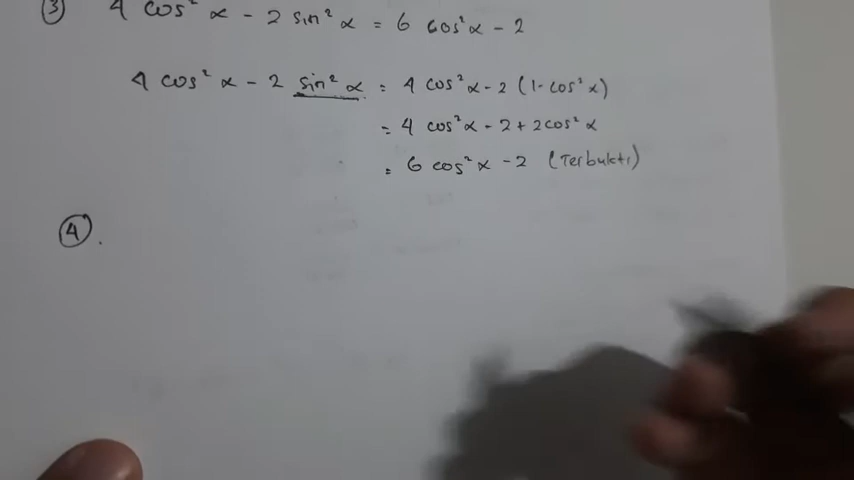 ③ 4 cos² α - 2 sin² α = 6 cos² α - 2
4 cos² α - 2 sin² α = 4 cos² α - 2 (1 - cos² α)
= 4 cos² α - 2 + 2 cos² α
= 6 cos² α - 2 (Terbukti)
④.